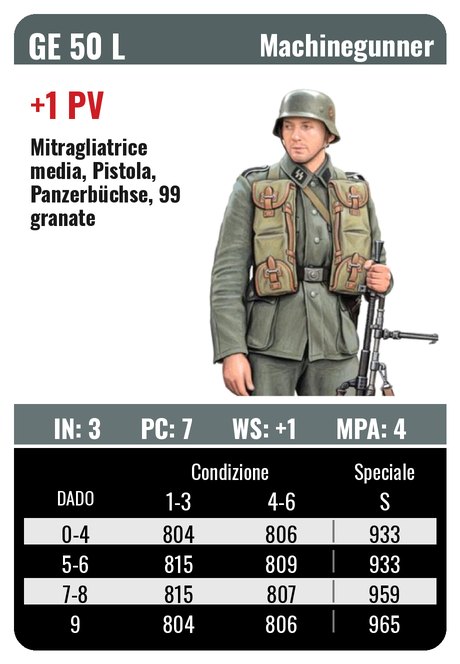 GE 50 L
Machinegunner
+1 PV
Mitragliatrice
media, Pistola,
Panzerbüchse, 99
granate
IN: 3 PC: 7 WS: +1 MPA: 4
Condizione Speciale
DADO 1-3 4-6 S
0-4 804 806 933
5-6 815 809 933
7-8 815 807 959
9 804 806 965